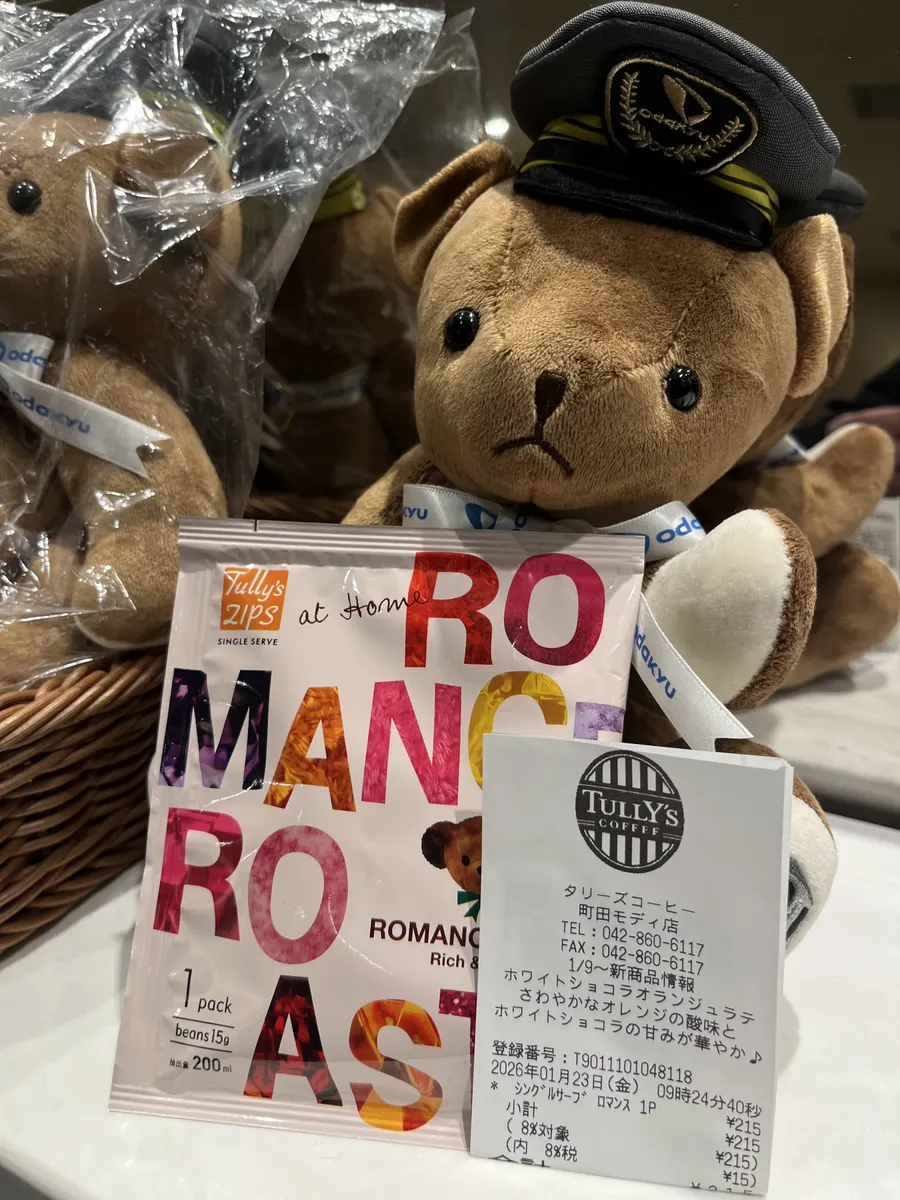 odakyu
odakyu
odakyu
Tully's
ZIPS
SINGLE SERVE
at Home
RO
MANC
RO
AST
ROMANC
Rich &
1 pack
beans15g
抽出量 200ml
TULLY'S
COFFEE
タリーズコーヒー
町田モディ店
TEL:042-860-6117
FAX:042-860-6117
1/9～新商品情報
ホワイトショコラオランジュラテ
さわやかなオレンジの酸味と
ホワイトショコラの甘みが華やか♪
登録番号:T9011101048118
2026年01月23日(金) 09時24分40秒
* シングルサーブ ロマンス 1P ¥215
小計 ¥215
( 8%対象 ¥215)
(内 8%税 ¥15)